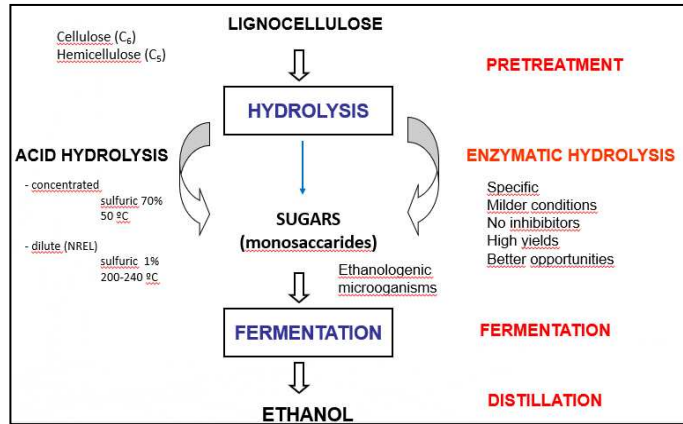 LIGNOCELLULOSE
Cellulose (C₆)
Hemicellulose (C₅)
PRETREATMENT
HYDROLYSIS
ACID HYDROLYSIS
- concentrated
sulfuric 70%
50 ºC
- dilute (NREL)
sulfuric 1%
200-240 ºC
ENZYMATIC HYDROLYSIS
Specific
Milder conditions
No inhibibitors
High yields
Better opportunities
SUGARS
(monosaccarides)
Ethanologenic
microoganisms
FERMENTATION
FERMENTATION
DISTILLATION
ETHANOL